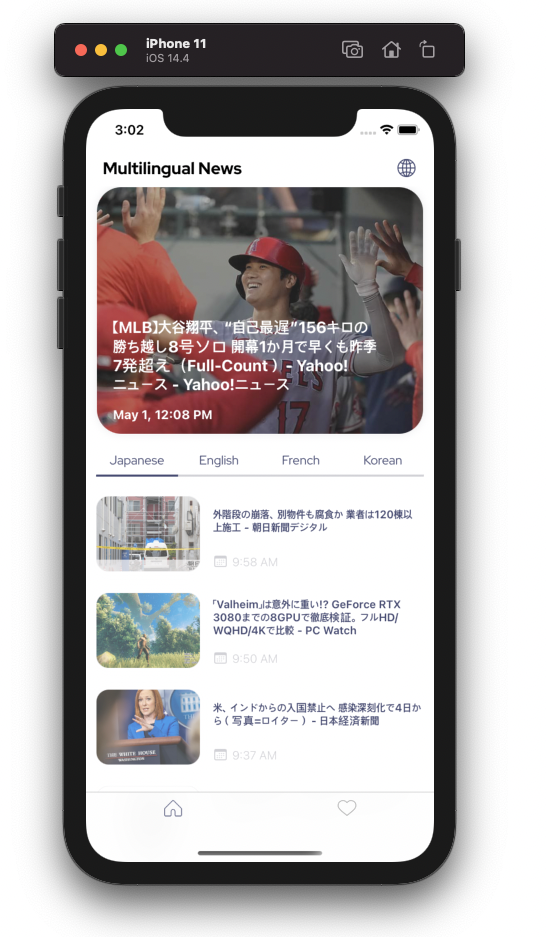 iPhone 11
iOS 14.4
3:02
Multilingual News
【MLB】大谷翔平、“自己最遅”156キロの
勝ち越し8号ソロ 開幕1か月で早くも昨季
7発超え（Full-Count） - Yahoo!
ニュース - Yahoo!ニュース
May 1, 12:08 PM
ELS
17
Japanese
English
French
Korean
外階段の崩落、別物件も腐食か 業者は120棟以
上施工 - 朝日新聞デジタル
9:58 AM
「Valheim」は意外に重い!? GeForce RTX
3080までの8GPUで徹底検証。フルHD/
WQHD/4Kで比較 - PC Watch
9:50 AM
米、インドからの入国禁止へ 感染深刻化で4日か
ら（写真=ロイター） - 日本経済新聞
THE WHITE HOUSE
WASHINGTON
9:37 AM